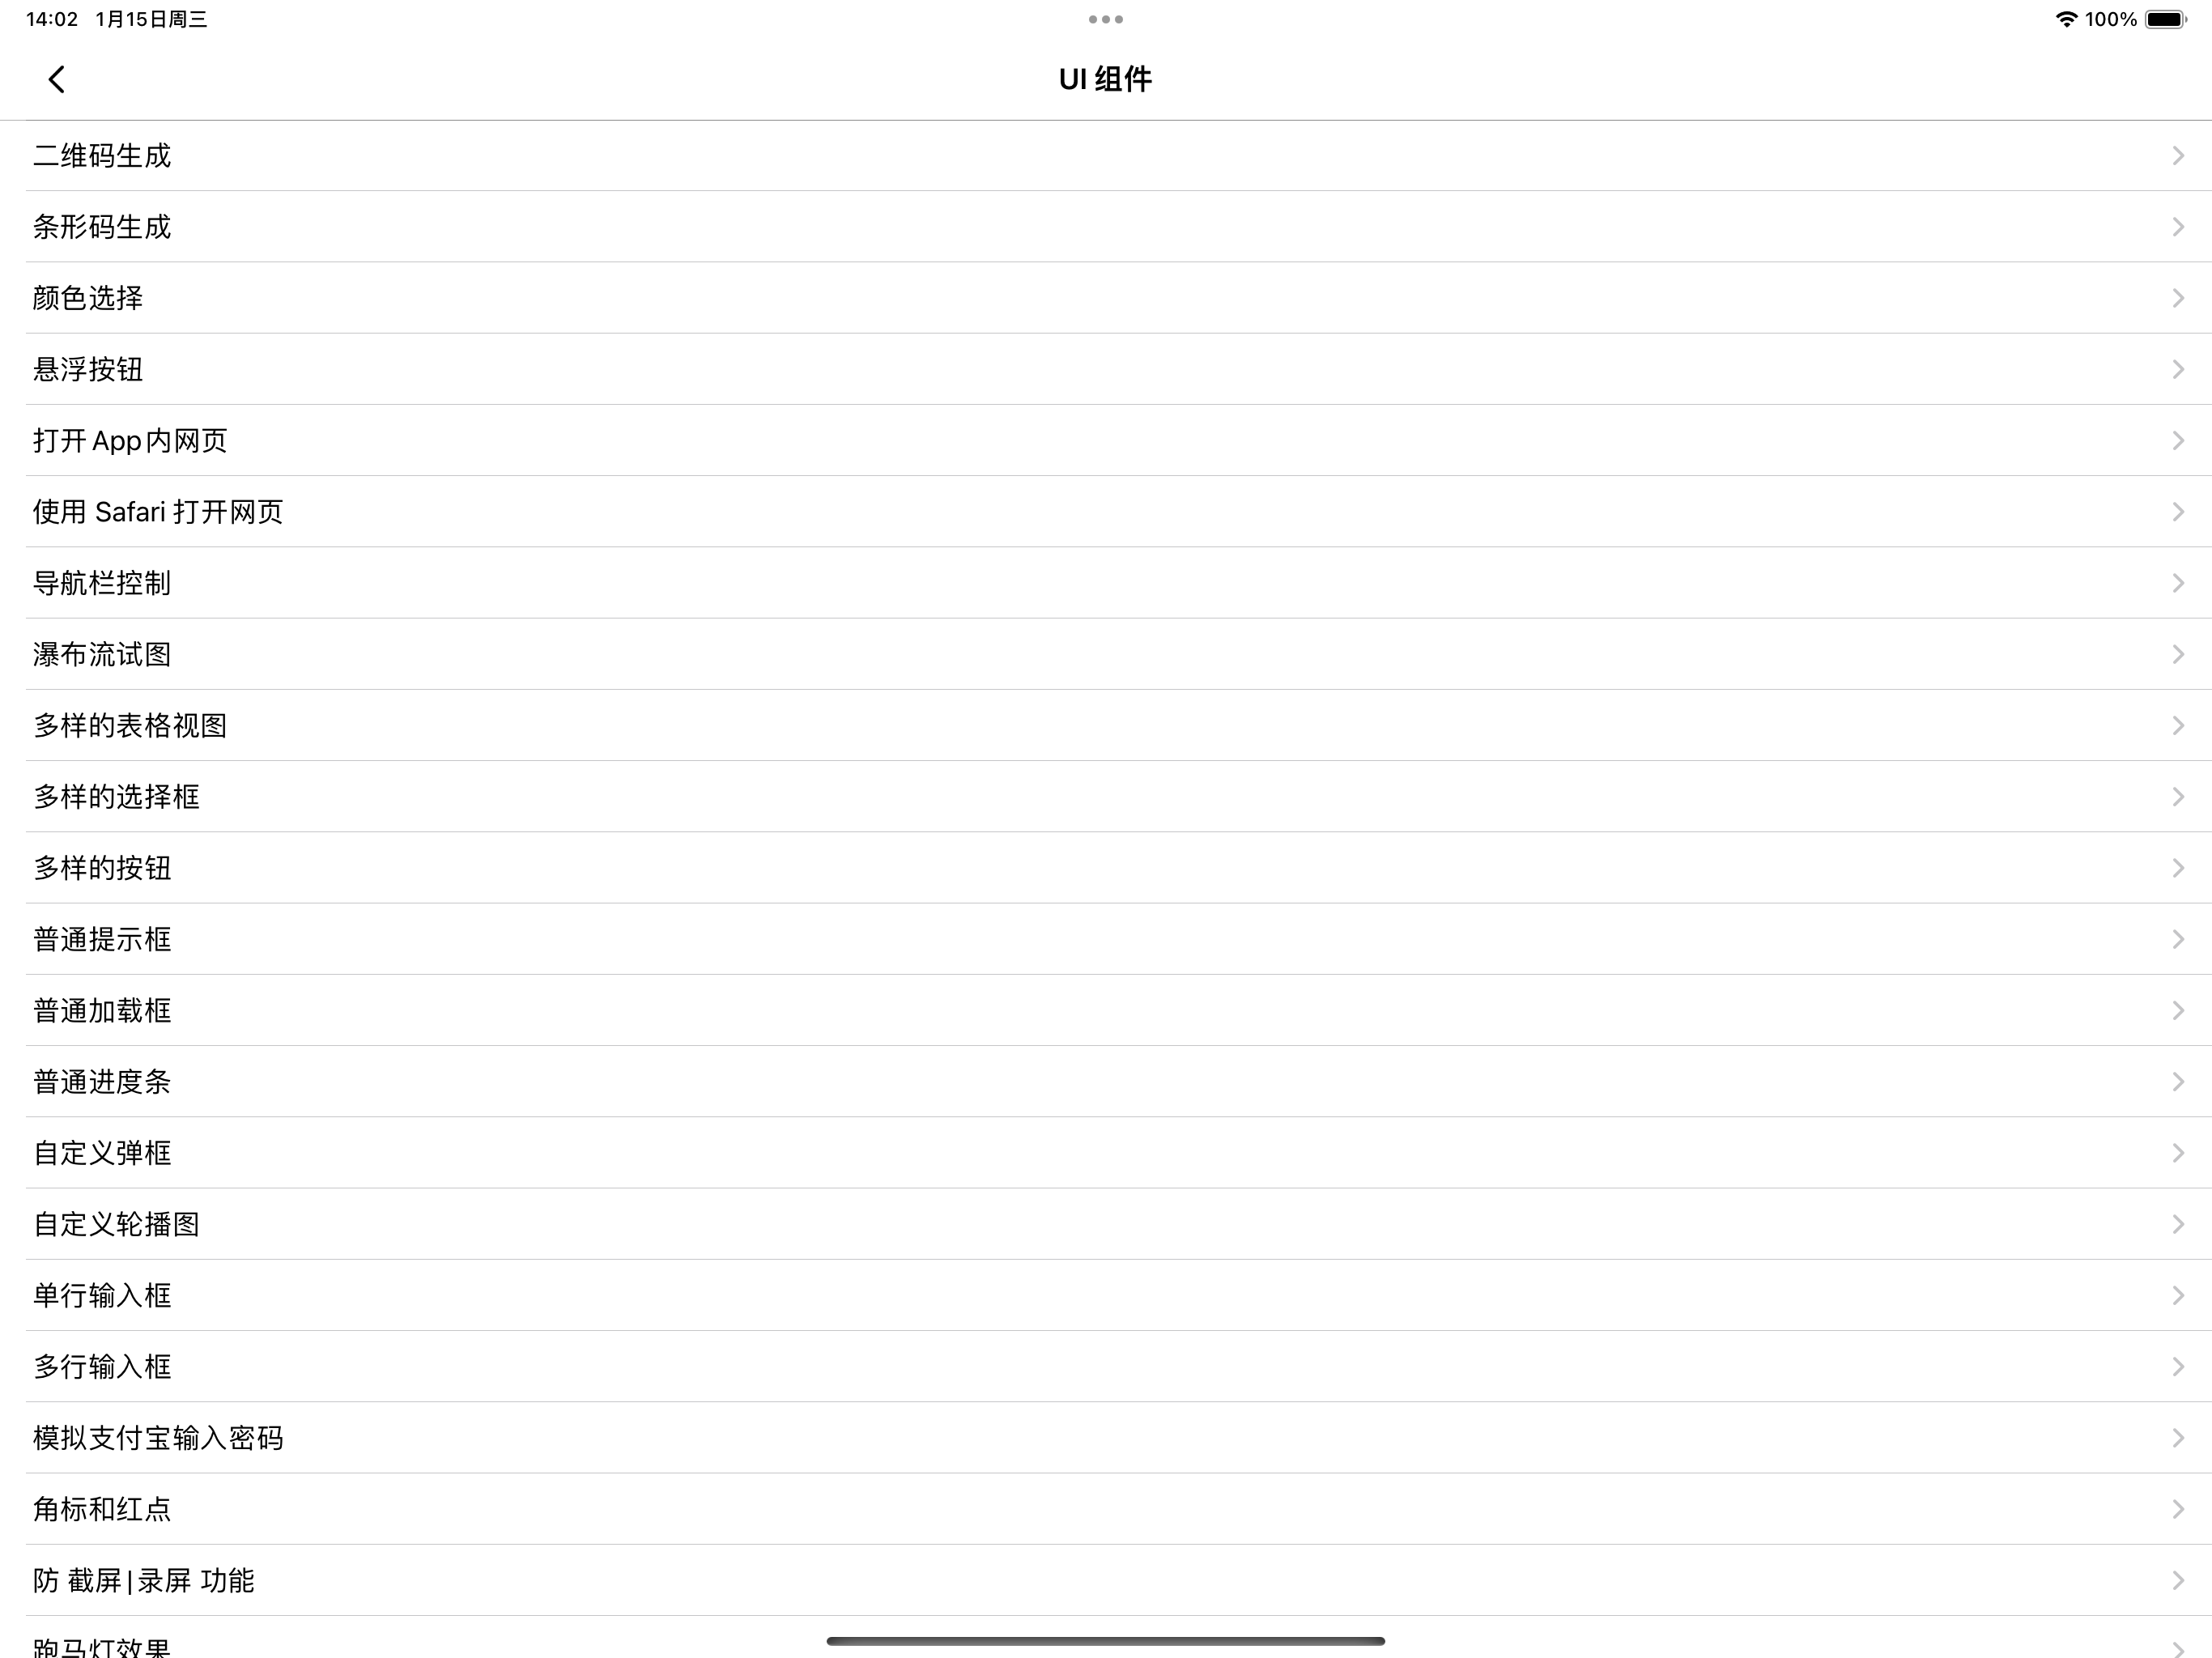 14:02 1月15日周三
100%
UI 组件
二维码生成
条形码生成
颜色选择
悬浮按钮
打开App内网页
使用 Safari 打开网页
导航栏控制
瀑布流试图
多样的表格视图
多样的选择框
多样的按钮
普通提示框
普通加载框
普通进度条
自定义弹框
自定义轮播图
单行输入框
多行输入框
模拟支付宝输入密码
角标和红点
防 截屏|录屏 功能
跑马灯效果